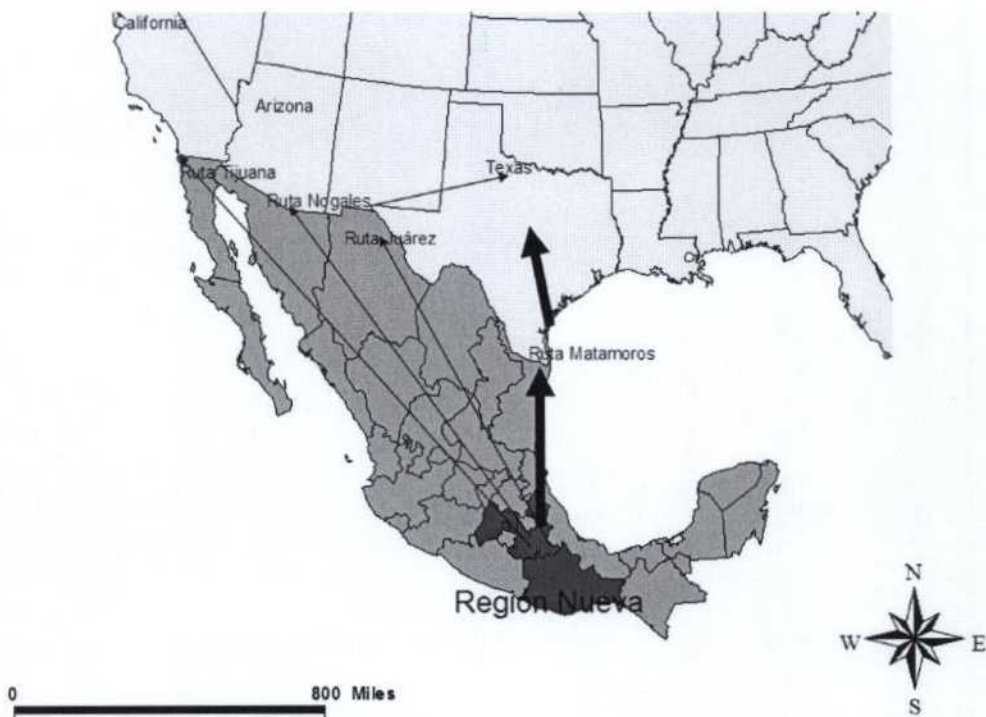 California
Arizona
Texas
Ruta Tijuana
Ruta Nogales
Ruta Juárez
Ruta Matamoros
Región Nueva
N
W
E
S
0
800 Miles